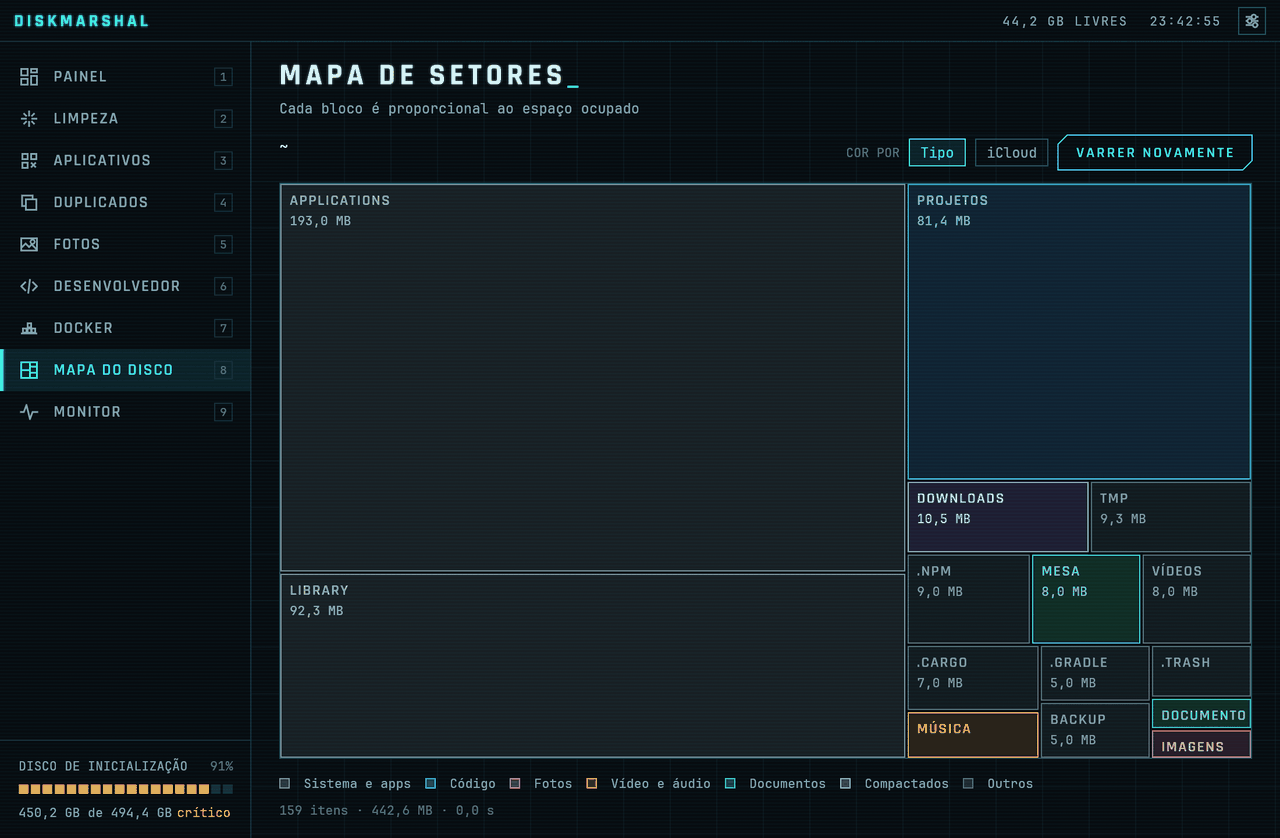 DISKMARSHAL
44,2 GB LIVRES 23:42:55
PAINEL 1
LIMPEZA 2
APLICATIVOS 3
DUPLICADOS 4
FOTOS 5
DESENVOLVEDOR 6
DOCKER 7
MAPA DO DISCO 8
MONITOR 9
DISCO DE INICIALIZAÇÃO 91%
450,2 GB de 494,4 GB crítico
MAPA DE SETORES_
Cada bloco é proporcional ao espaço ocupado
~
COR POR Tipo iCloud VARRER NOVAMENTE
APPLICATIONS
193,0 MB
LIBRARY
92,3 MB
PROJETOS
81,4 MB
DOWNLOADS
10,5 MB
TMP
9,3 MB
.NPM
9,0 MB
MESA
8,0 MB
VÍDEOS
8,0 MB
.CARGO
7,0 MB
.GRADLE
5,0 MB
.TRASH
MÚSICA
BACKUP
5,0 MB
DOCUMENTO
IMAGENS
Sistema e apps Código Fotos Vídeo e áudio Documentos Compactados Outros
159 itens · 442,6 MB · 0,0 s